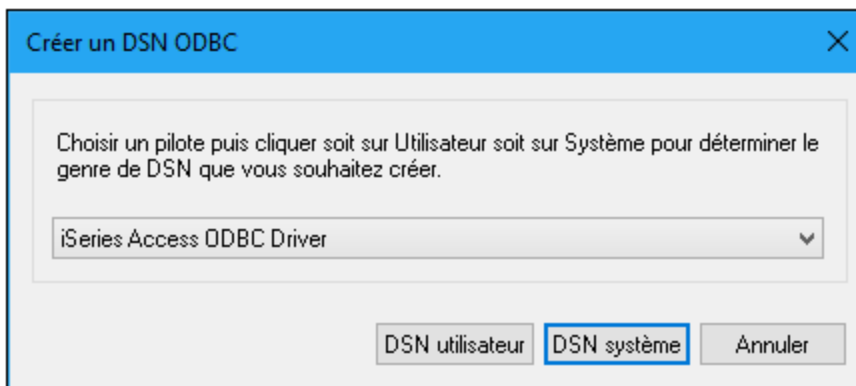 Créer un DSN ODBC
Choisir un pilote puis cliquer soit sur Utilisateur soit sur Système pour déterminer le
genre de DSN que vous souhaitez créer.
iSeries Access ODBC Driver
DSN utilisateur DSN système Annuler